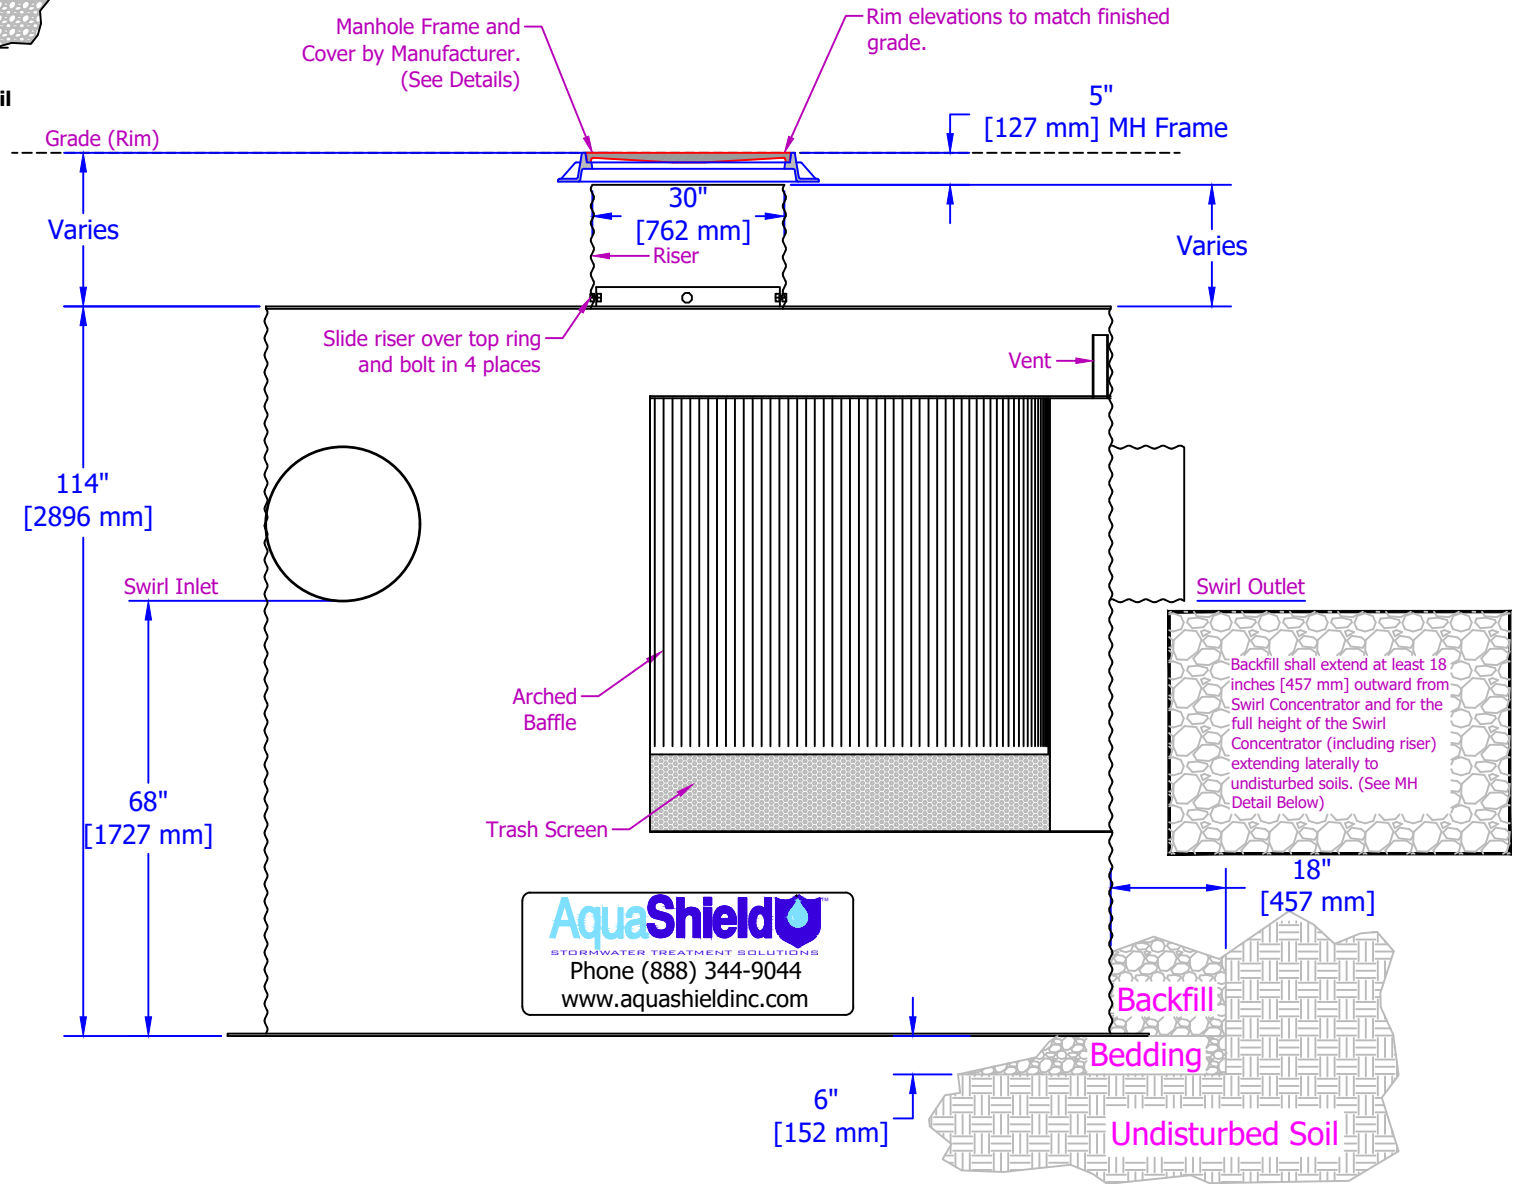 Manhole Frame and
Cover by Manufacturer.
(See Details)
Rim elevations to match finished
grade.
il
5"
[127 mm] MH Frame
Grade (Rim)
30"
[762 mm]
Varies
Varies
Riser
Slide riser over top ring
and bolt in 4 places
Vent
114"
[2896 mm]
Swirl Inlet
Swirl Outlet
Backfill shall extend at least 18
inches [457 mm] outward from
Swirl Concentrator and for the
full height of the Swirl
Concentrator (including riser)
extending laterally to
undisturbed soils. (See MH
Detail Below)
Arched
Baffle
68"
[1727 mm]
Trash Screen
18"
[457 mm]
AquaShield™
STORMWATER TREATMENT SOLUTIONS
Phone (888) 344-9044
www.aquashieldinc.com
Backfill
Bedding
6"
[152 mm]
Undisturbed Soil